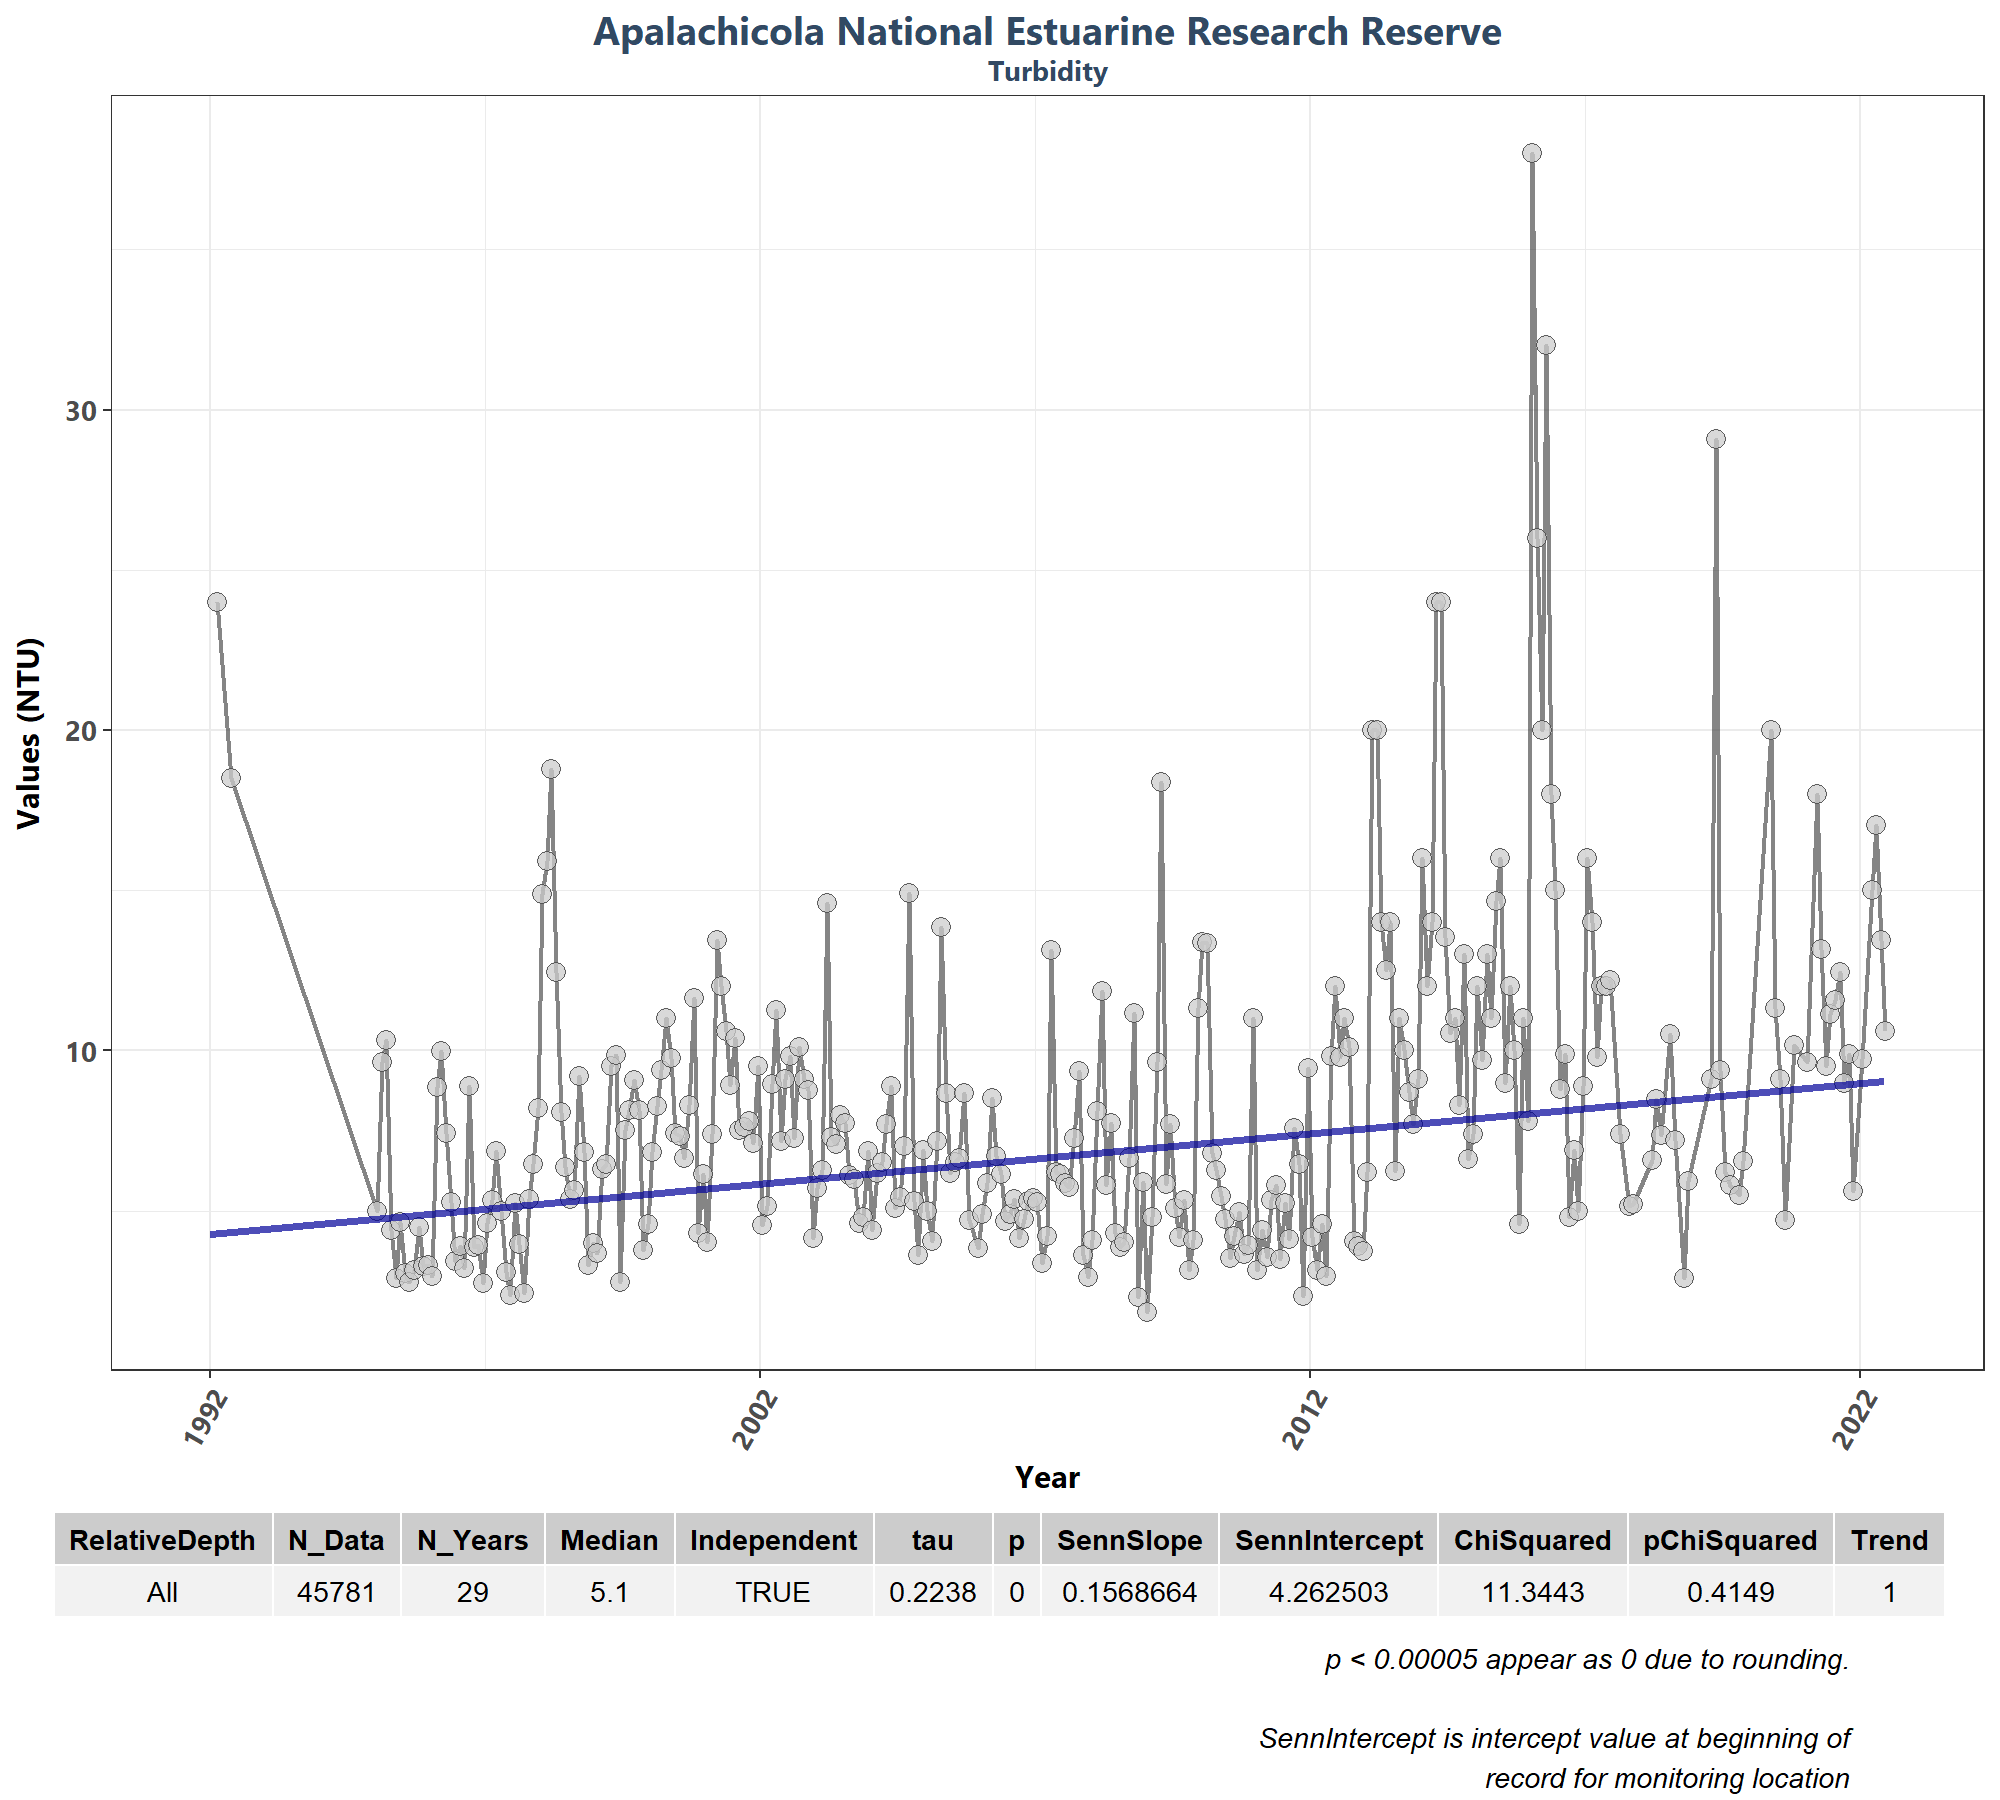 Apalachicola National Estuarine Research Reserve
Turbidity
Values (NTU)
30
20
10
1992 2002 2012 2022
Year
RelativeDepth N_Data N_Years Median Independent tau p SennSlope SennIntercept ChiSquared pChiSquared Trend
All 45781 29 5.1 TRUE 0.2238 0 0.1568664 4.262503 11.3443 0.4149 1
p < 0.00005 appear as 0 due to rounding.
SennIntercept is intercept value at beginning of
record for monitoring location